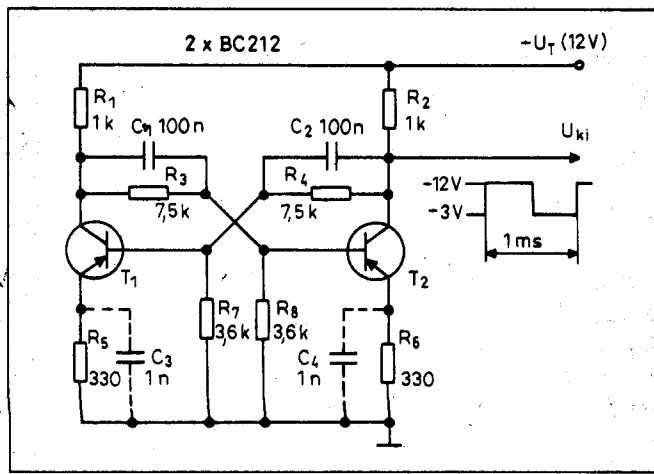 2 x BC212
-U_T (12V)
R₁
1k
R₂
1k
C₁ 100n
C₂ 100n
U_ki
R₃
7,5k
R₄
7,5k
-12V
-3V
1ms
T₁
T₂
R₇
3,6k
R₈
3,6k
R₅
330
C₃
1n
C₄
1n
R₆
330